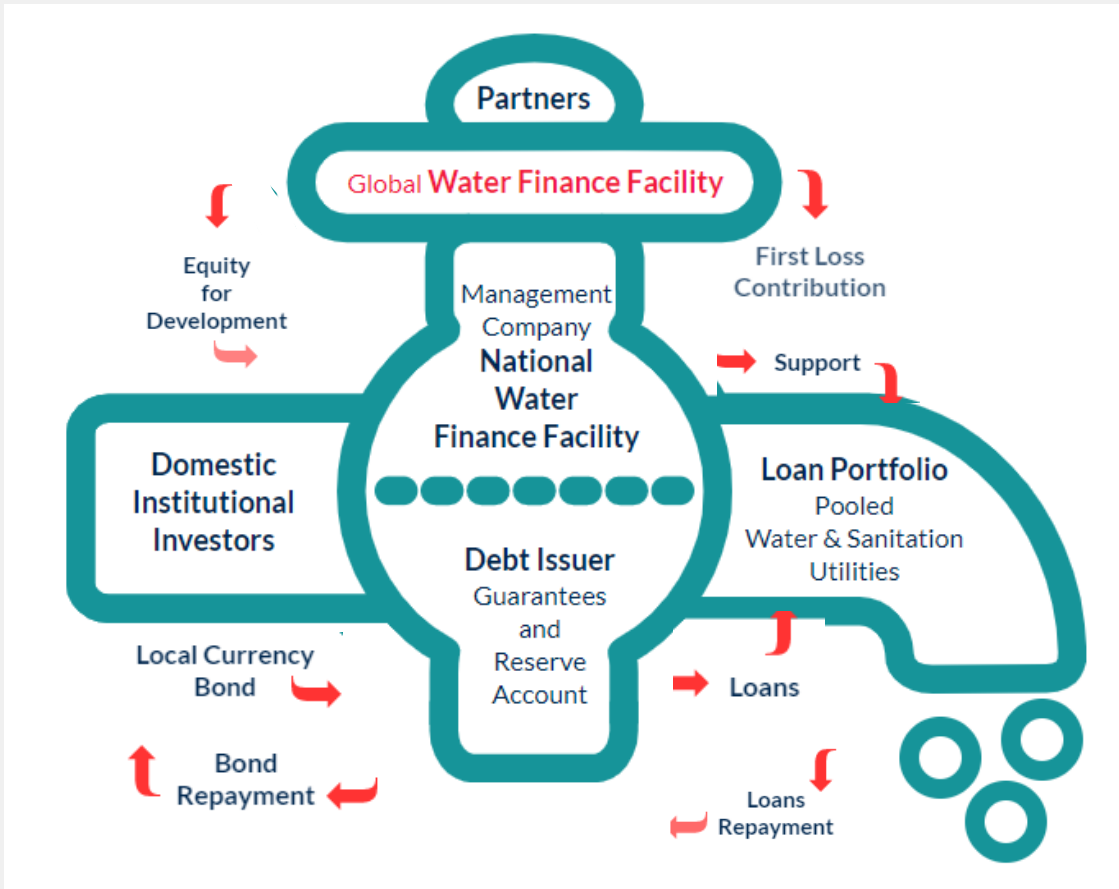 Partners
Global Water Finance Facility
Equity
for
Development
First Loss
Contribution
Management
Company
National
Water
Finance Facility
Support
Domestic
Institutional
Investors
Loan Portfolio
Pooled
Water & Sanitation
Utilities
Debt Issuer
Guarantees
and
Reserve
Account
Local Currency
Bond
Loans
Bond
Repayment
Loans
Repayment